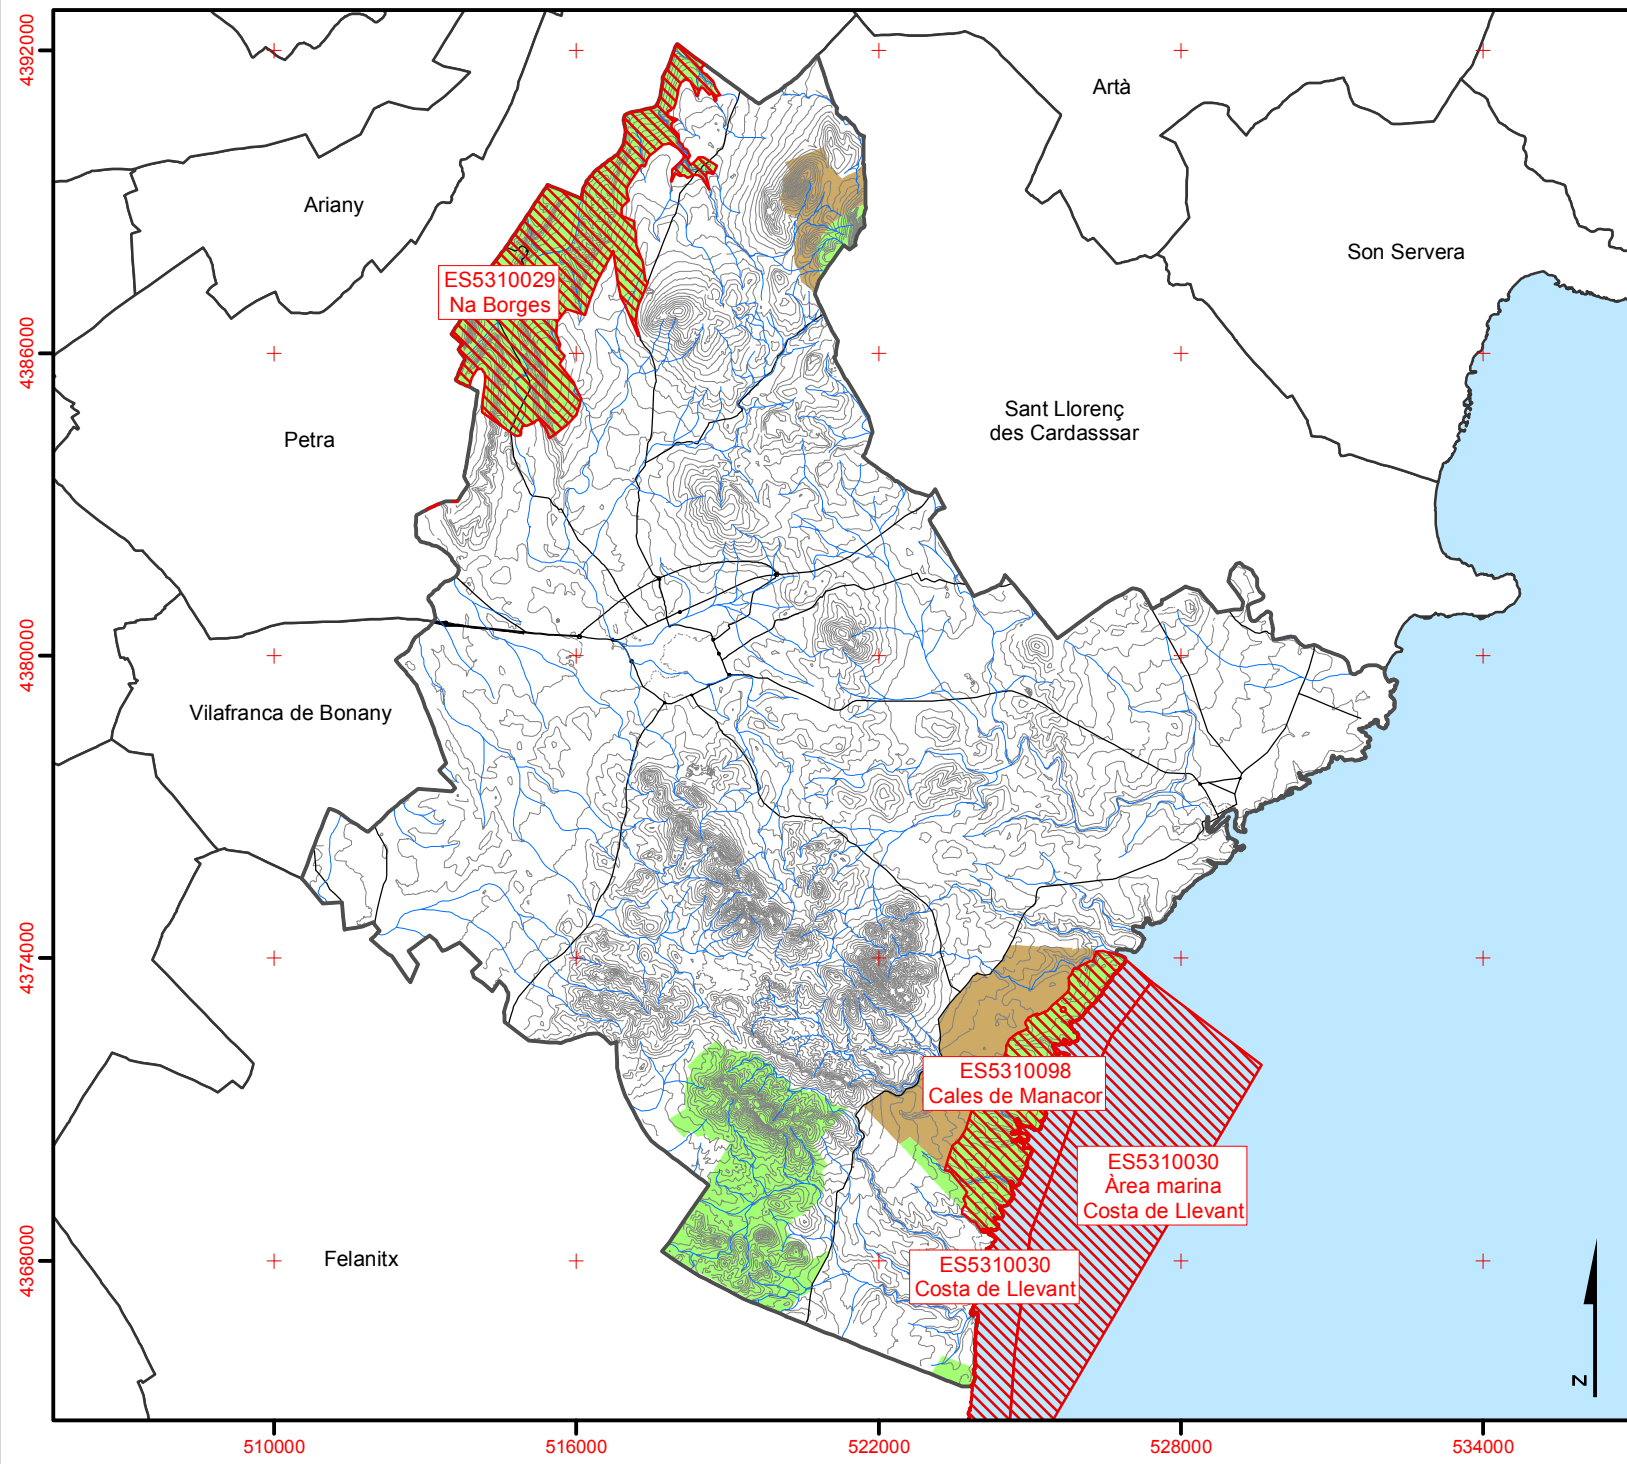 4392000
4386000
4380000
4374000
4368000
Artà
Ariany
Son Servera
ES5310029
Na Borges
Sant Llorenç
des Cardasssar
Petra
Vilafranca de Bonany
ES5310098
Cales de Manacor
ES5310030
Àrea marina
Costa de Llevant
Felanitx
ES5310030
Costa de Llevant
N
510000
516000
522000
528000
534000